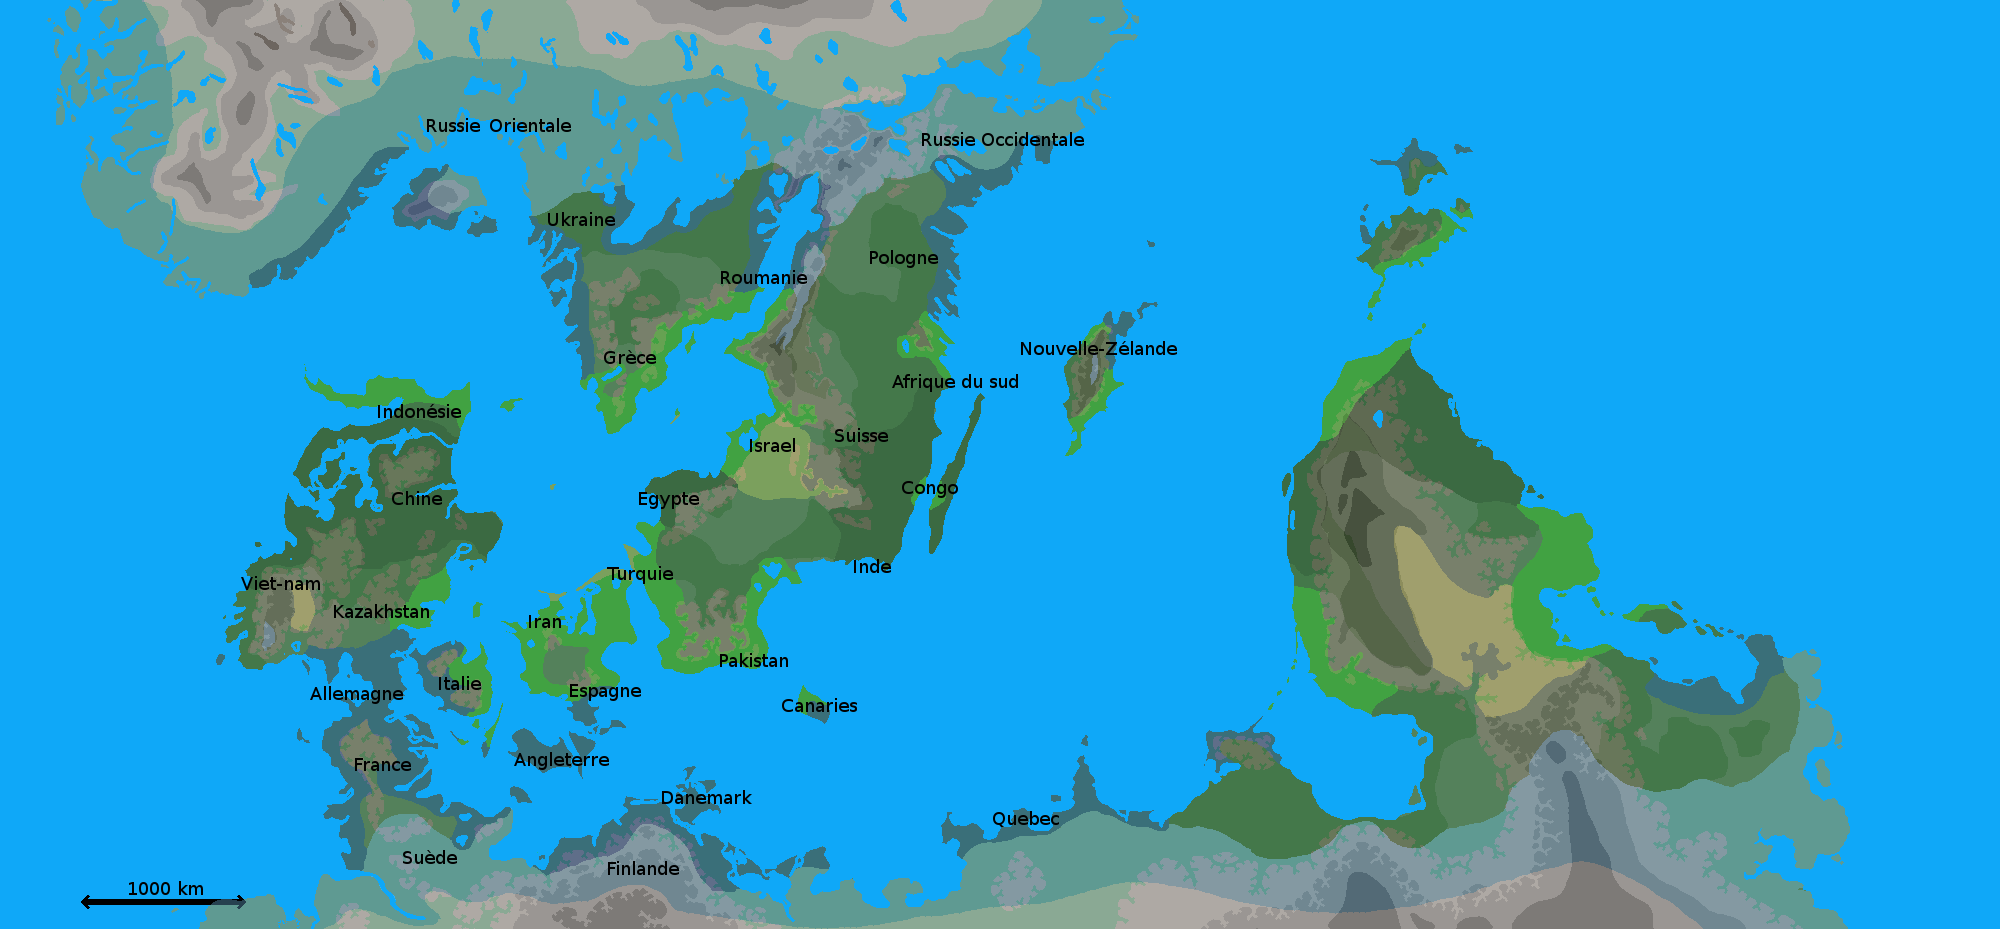 Russie Orientale
Russie Occidentale
Ukraine
Pologne
Roumanie
Nouvelle-Zélande
Grèce
Afrique du sud
Indonésie
Suisse
Israel
Congo
Egypte
Chine
Inde
Turquie
Viet-nam
Kazakhstan
Iran
Pakistan
Italie
Espagne
Allemagne
Canaries
Angleterre
France
Danemark
Quebec
Suède
Finlande
1000 km